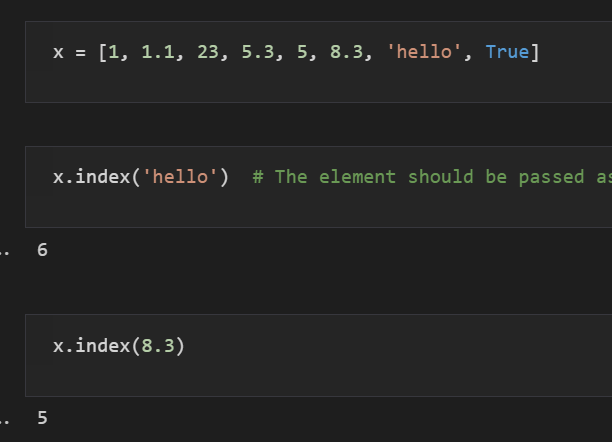 x = [1, 1.1, 23, 5.3, 5, 8.3, 'hello', True]
x.index('hello')  # The element should be passed as
6
x.index(8.3)
5